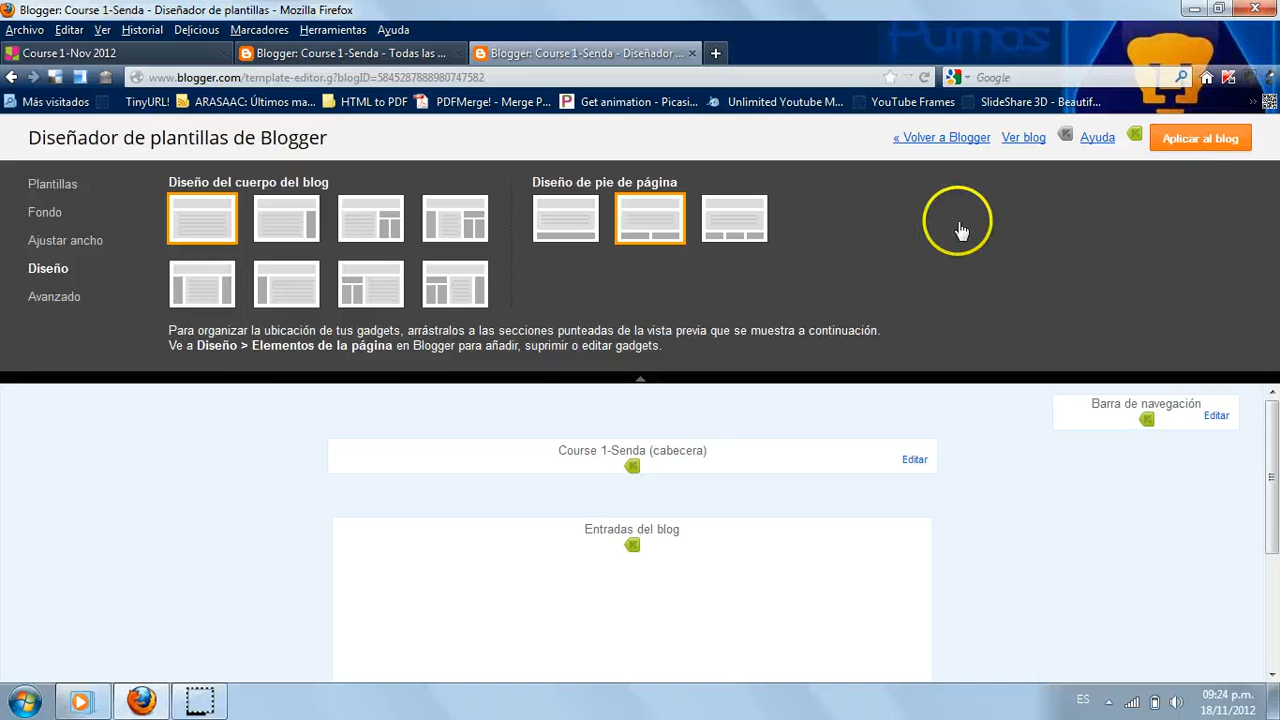 Blogger: Course 1-Senda - Diseñador de plantillas - Mozilla Firefox
Archivo Editar Ver Historial Delicious Marcadores Herramientas Ayuda
Pumas
Course 1-Nov 2012
Blogger: Course 1-Senda - Todas las ...
Blogger: Course 1-Senda - Diseñador ...
www.blogger.com/template-editor.g?blogID=5845287888980747582
Google
Más visitados TinyURL! ARASAAC: Últimos ma... HTML to PDF PDFMerge! - Merge P... Get animation - Picasi... Unlimited Youtube M... YouTube Frames SlideShare 3D - Beautif...
Diseñador de plantillas de Blogger
« Volver a Blogger Ver blog Ayuda Aplicar al blog
Plantillas
Fondo
Ajustar ancho
Diseño
Avanzado
Diseño del cuerpo del blog
Diseño de pie de página
Para organizar la ubicación de tus gadgets, arrástralos a las secciones punteadas de la vista previa que se muestra a continuación.
Ve a Diseño > Elementos de la página en Blogger para añadir, suprimir o editar gadgets.
Barra de navegación
Editar
Course 1-Senda (cabecera)
Editar
Entradas del blog
ES
09:24 p.m.
18/11/2012